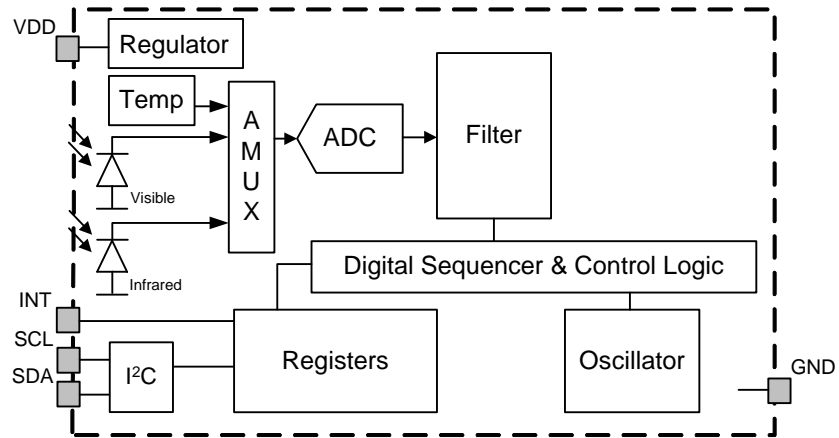 VDD
Regulator
Temp
A
M
U
X
ADC
Filter
Visible
Infrared
Digital Sequencer & Control Logic
INT
SCL
SDA
I²C
Registers
Oscillator
GND